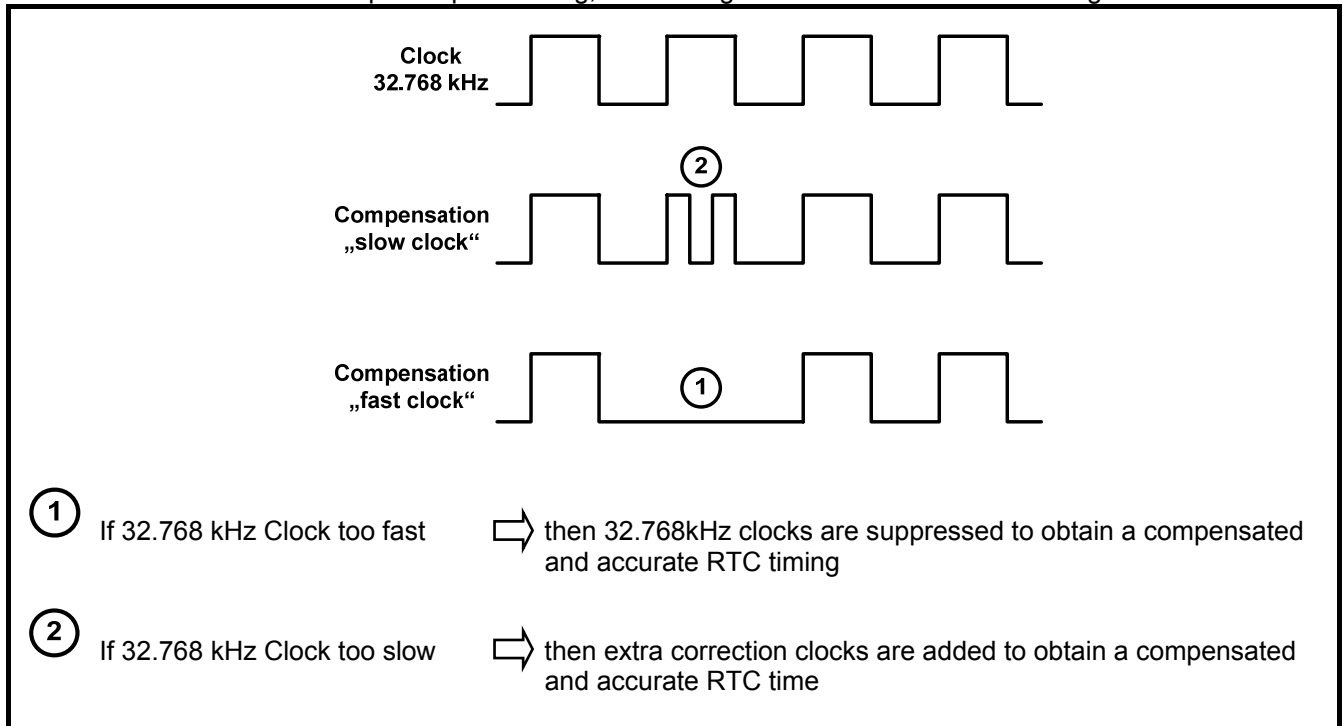 Clock
32.768 kHz
2
Compensation
„slow clock“
Compensation
„fast clock“
1
1
If 32.768 kHz Clock too fast
then 32.768kHz clocks are suppressed to obtain a compensated
and accurate RTC timing
2
If 32.768 kHz Clock too slow
then extra correction clocks are added to obtain a compensated
and accurate RTC time